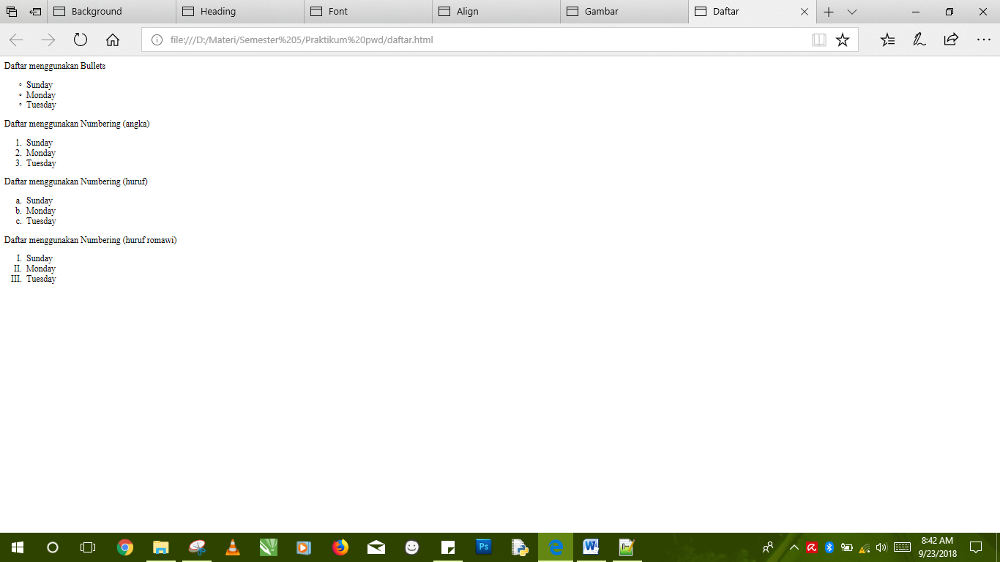 Background Heading Font Align Gambar Daftar
file:///D:/Materi/Semester%205/Praktikum%20pwd/daftar.html
Daftar menggunakan Bullets
Sunday
Monday
Tuesday
Daftar menggunakan Numbering (angka)
1. Sunday
2. Monday
3. Tuesday
Daftar menggunakan Numbering (huruf)
a. Sunday
b. Monday
c. Tuesday
Daftar menggunakan Numbering (huruf romawi)
I. Sunday
II. Monday
III. Tuesday
Ps
8:42 AM
9/23/2018